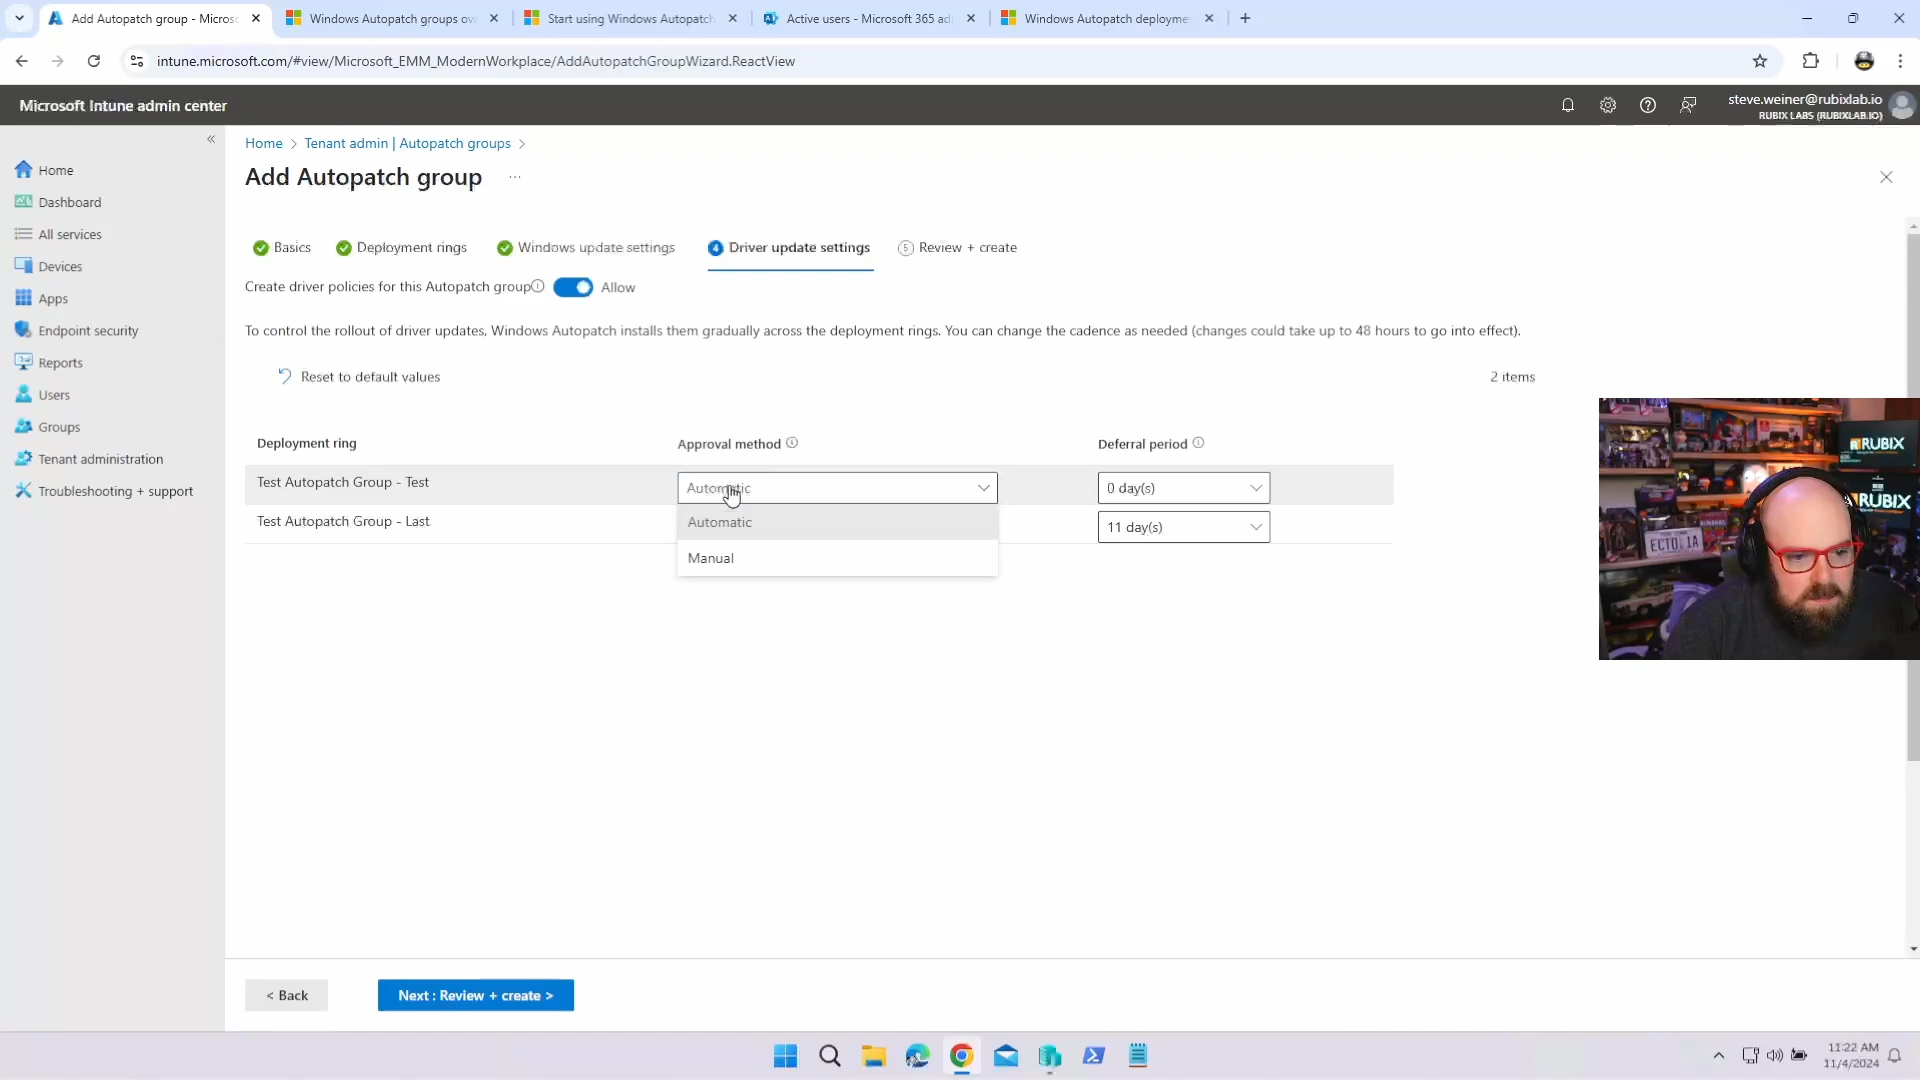 Add Autopatch group - Micros
Windows Autopatch groups ov
Start using Windows Autopatch
Active users - Microsoft 365 ad
Windows Autopatch deployme
intune.microsoft.com/#view/Microsoft_EMM_ModernWorkplace/AddAutopatchGroupWizard.ReactView
Microsoft Intune admin center
steve.weiner@rubixlab.io
RUBIX LABS (RUBIXLAB.IO)
Home
Dashboard
All services
Devices
Apps
Endpoint security
Reports
Users
Groups
Tenant administration
Troubleshooting + support
Home > Tenant admin | Autopatch groups >
Add Autopatch group ...
Basics
Deployment rings
Windows update settings
4 Driver update settings
5 Review + create
Create driver policies for this Autopatch group Allow
To control the rollout of driver updates, Windows Autopatch installs them gradually across the deployment rings. You can change the cadence as needed (changes could take up to 48 hours to go into effect).
Reset to default values
2 items
Deployment ring Approval method Deferral period
Test Autopatch Group - Test Automatic 0 day(s)
Automatic
Test Autopatch Group - Last 11 day(s)
Manual
RUBIX
RUBIX
ECTO 1A
< Back
Next : Review + create >
11:22 AM
11/4/2024